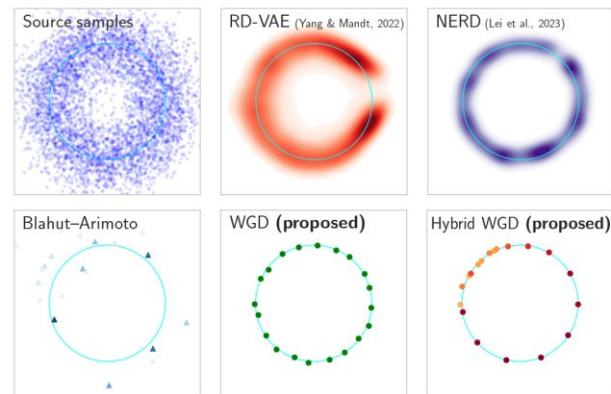 Source samples
RD-VAE (Yang & Mandt, 2022)
NERD (Lei et al., 2023)
Blahut–Arimoto
WGD (proposed)
Hybrid WGD (proposed)